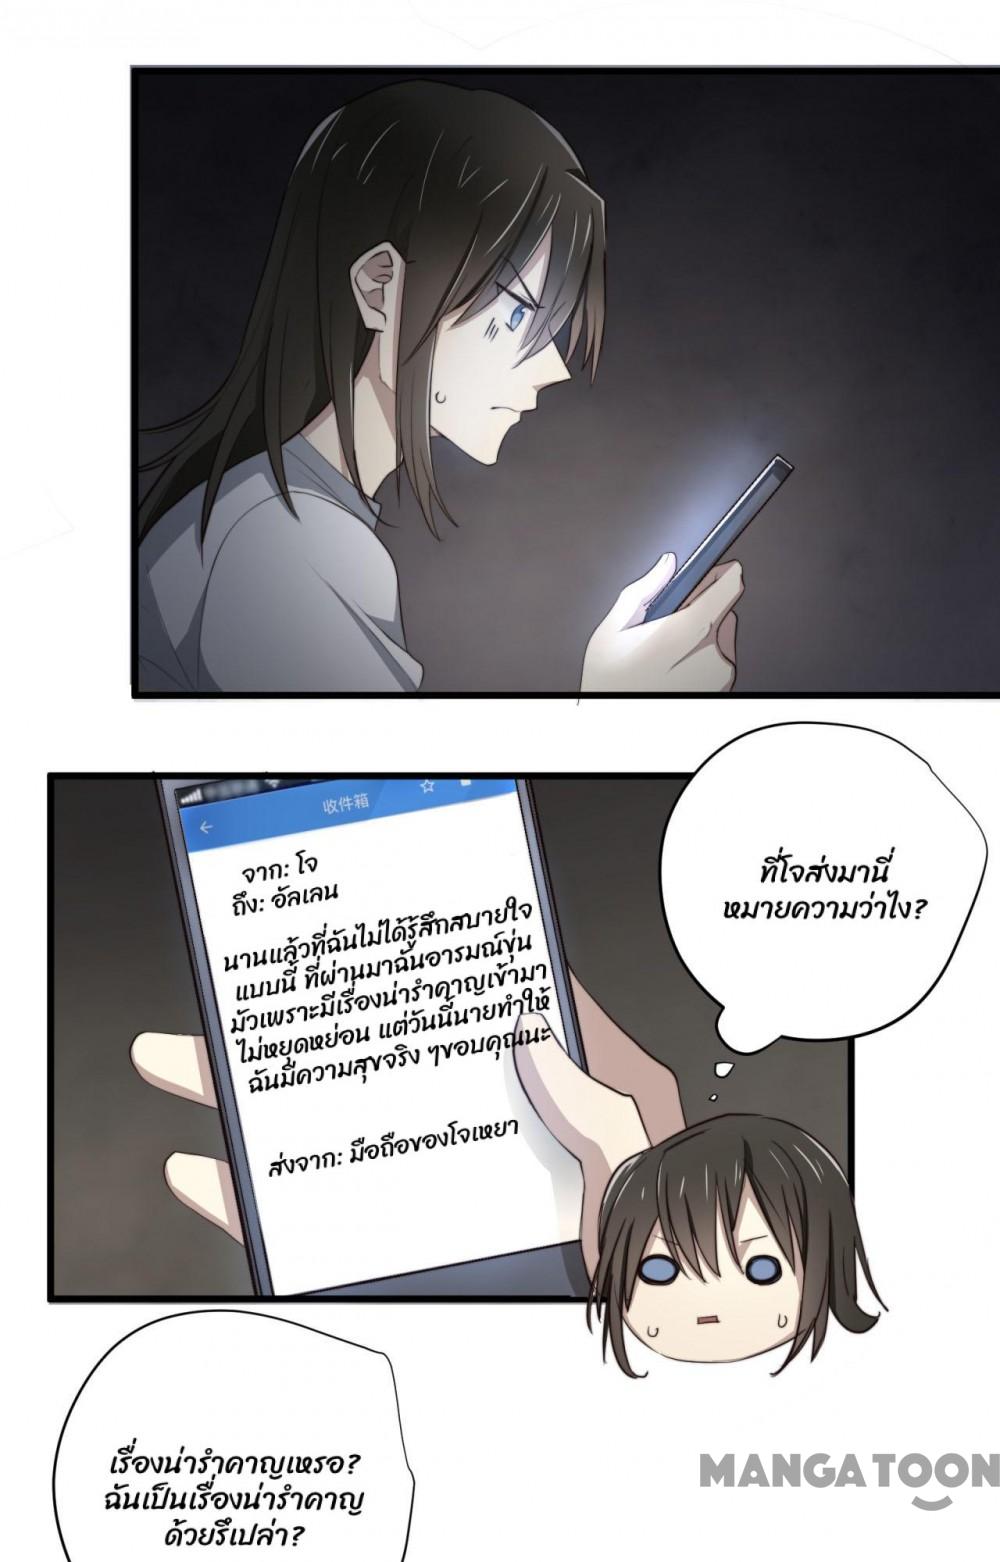 收件箱
จาก: โจ
ถึง: อัลเลน
นานแล้วที่ฉันไม่ได้รู้สึกสบายใจ
แบบนี้ ที่ผ่านมาฉันอารมณ์ขุ่น
มัวเพราะมีเรื่องน่ารำคาญเข้ามา
ไม่หยุดหย่อน แต่วันนี้นายทำให้
ฉันมีความสุขจริง ๆขอบคุณนะ
ส่งจาก: มือถือของโจเหยา
ที่โจส่งมานี่
หมายความว่าไง?
เรื่องน่ารำคาญเหรอ?
ฉันเป็นเรื่องน่ารำคาญ
ด้วยรึเปล่า?
MANGATOON